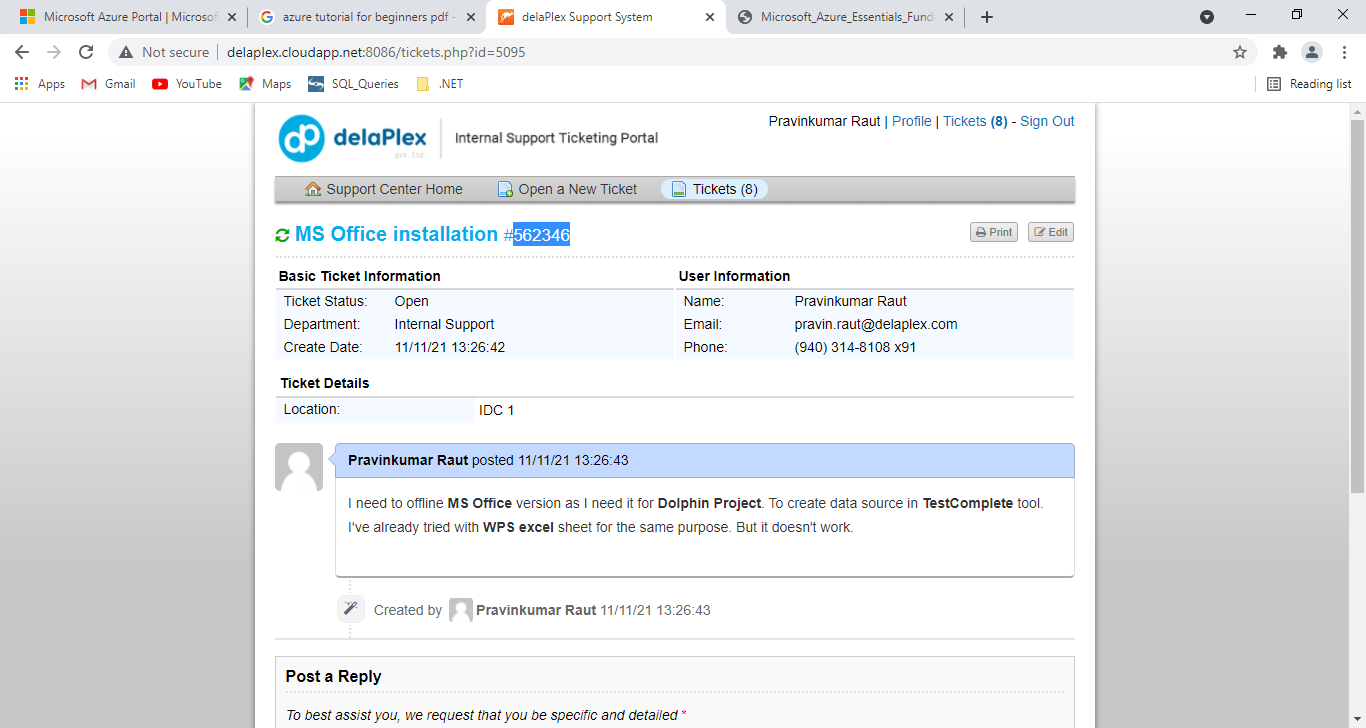 Microsoft Azure Portal | Microsof
azure tutorial for beginners pdf -
delaPlex Support System
Microsoft_Azure_Essentials_Fund
Not secure
delaplex.cloudapp.net:8086/tickets.php?id=5095
Apps
Gmail
YouTube
Maps
SQL_Queries
.NET
Reading list
dp delaPlex
pvt. ltd.
Internal Support Ticketing Portal
Pravinkumar Raut | Profile | Tickets (8) - Sign Out
Support Center Home
Open a New Ticket
Tickets (8)
MS Office installation #562346
Print
Edit
Basic Ticket Information
User Information
Ticket Status: Open
Name: Pravinkumar Raut
Department: Internal Support
Email: pravin.raut@delaplex.com
Create Date: 11/11/21 13:26:42
Phone: (940) 314-8108 x91
Ticket Details
Location: IDC 1
Pravinkumar Raut posted 11/11/21 13:26:43
I need to offline MS Office version as I need it for Dolphin Project. To create data source in TestComplete tool.
I've already tried with WPS excel sheet for the same purpose. But it doesn't work.
Created by Pravinkumar Raut 11/11/21 13:26:43
Post a Reply
To best assist you, we request that you be specific and detailed *